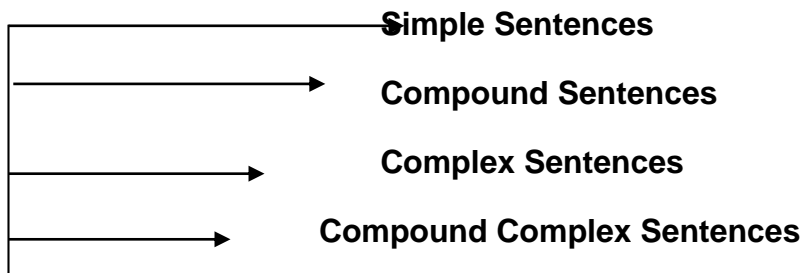 Simple Sentences
Compound Sentences
Complex Sentences
Compound Complex Sentences